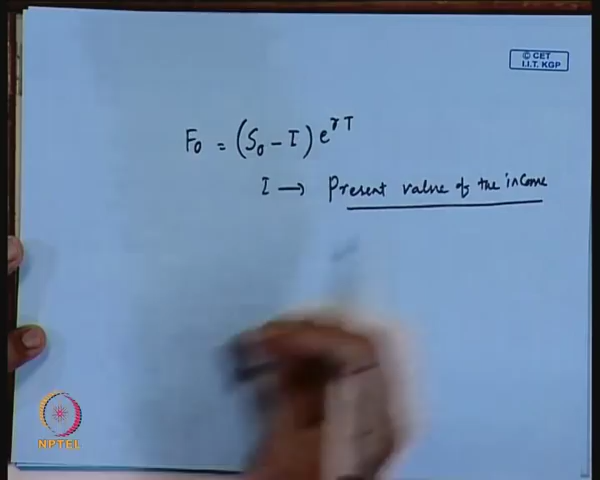 © CET
I.I.T. KGP
F₀ = (S₀ - I) e^{rT}
I → Present value of the income
NPTEL